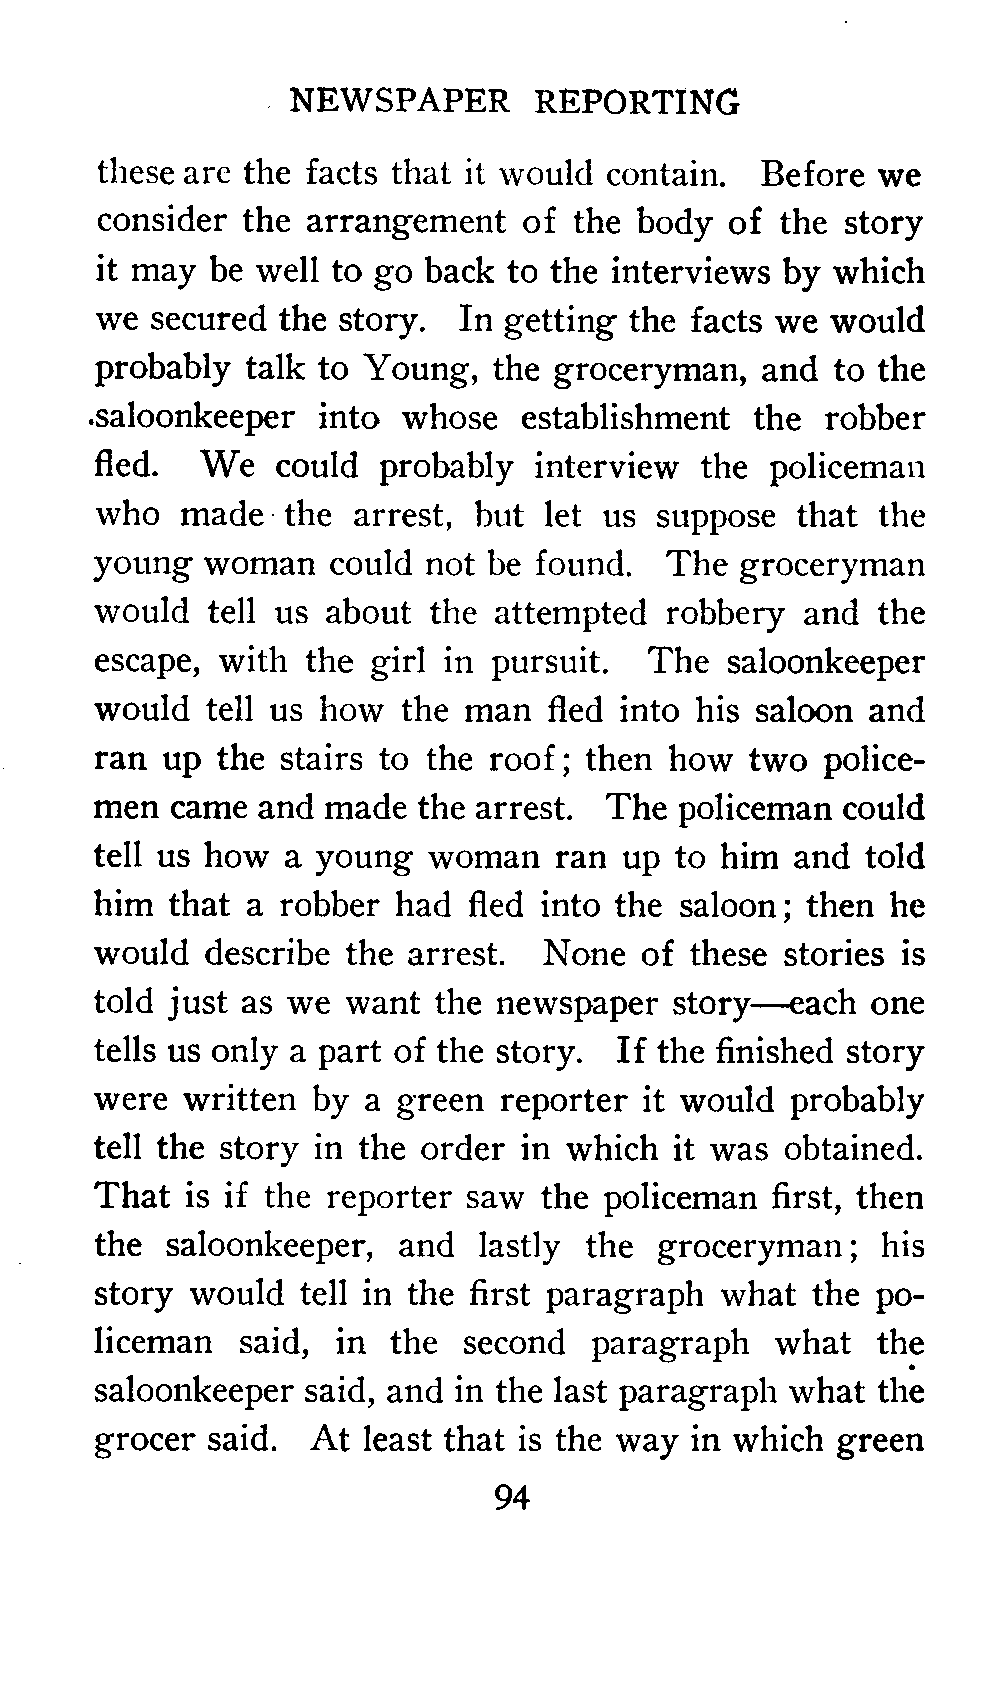 NEWSPAPER REPORTING
these are the facts that it would contain. Before we
consider the arrangement of the body of the story
it may be well to go back to the interviews by which
we secured the story. In getting the facts we would
probably talk to Young, the groceryman, and to the
saloonkeeper into whose establishment the robber
fled. We could probably interview the policeman
who made the arrest, but let us suppose that the
young woman could not be found. The groceryman
would tell us about the attempted robbery and the
escape, with the girl in pursuit. The saloonkeeper
would tell us how the man fled into his saloon and
ran up the stairs to the roof; then how two police-
men came and made the arrest. The policeman could
tell us how a young woman ran up to him and told
him that a robber had fled into the saloon; then he
would describe the arrest. None of these stories is
told just as we want the newspaper story—each one
tells us only a part of the story. If the finished story
were written by a green reporter it would probably
tell the story in the order in which it was obtained.
That is if the reporter saw the policeman first, then
the saloonkeeper, and lastly the groceryman; his
story would tell in the first paragraph what the po-
liceman said, in the second paragraph what the
saloonkeeper said, and in the last paragraph what the
grocer said. At least that is the way in which green
94